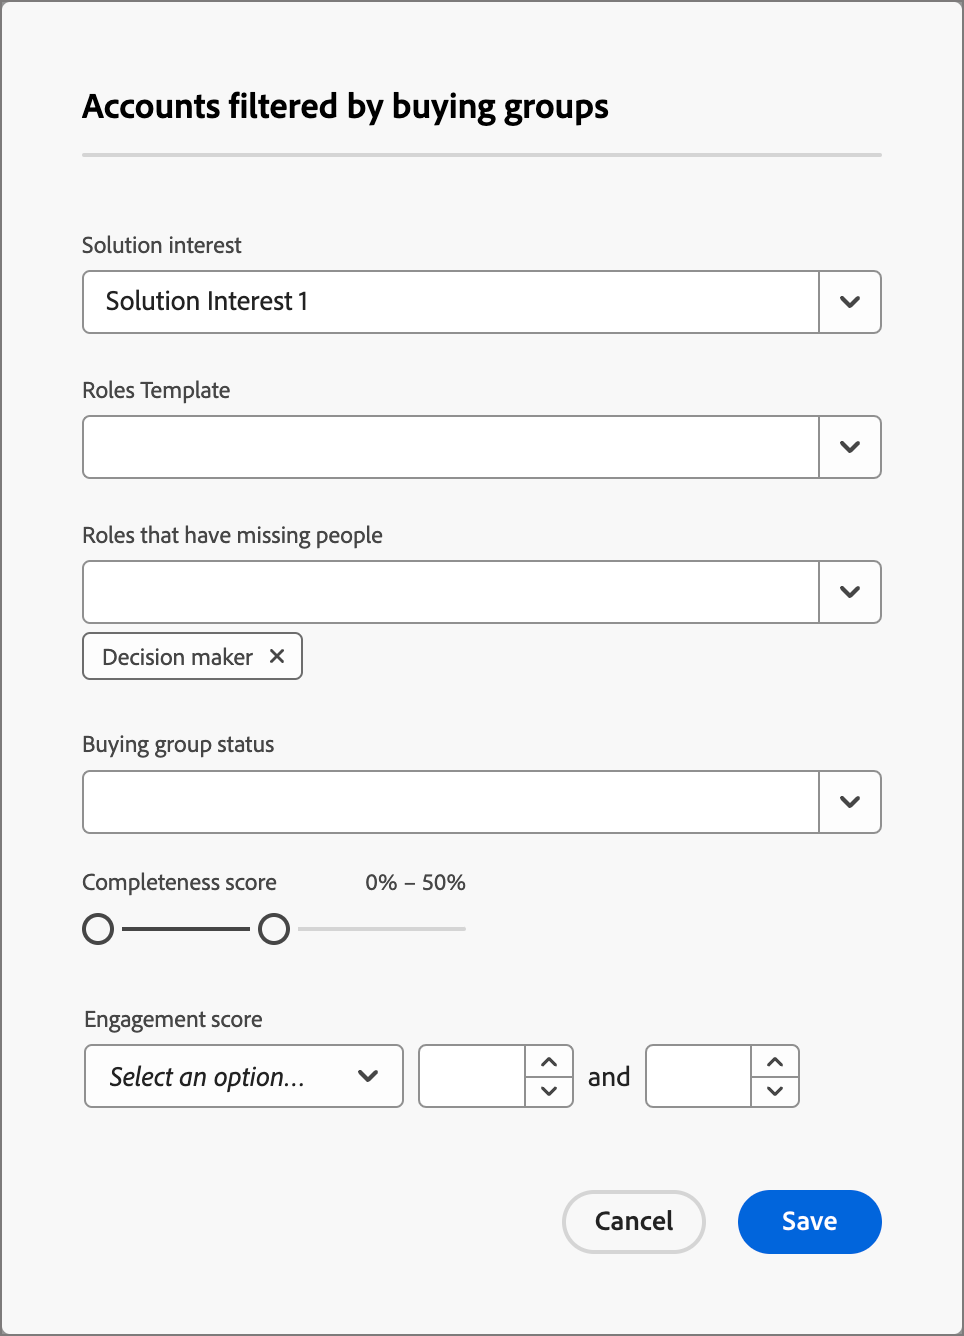 Accounts filtered by buying groups
Solution interest
Solution Interest 1
Roles Template
Roles that have missing people
Decision maker
Buying group status
Completeness score 0% – 50%
Engagement score
Select an option... and
Cancel Save